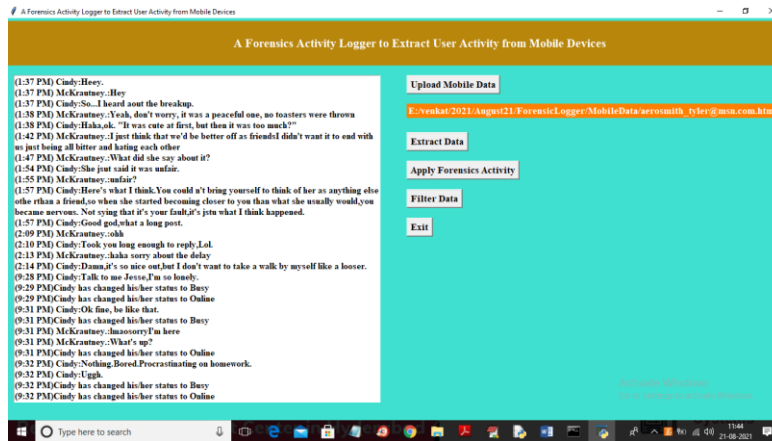 A Forensics Activity Logger to Extract User Activity from Mobile Devices
A Forensics Activity Logger to Extract User Activity from Mobile Devices
(1:37 PM) Cindy:Heey.
(1:37 PM) McKrautney.:Hey
(1:37 PM) Cindy:So...I heard aout the breakup.
(1:38 PM) McKrautney.:Yeah, don't worry, it was a peaceful one, no toasters were thrown
(1:38 PM) Cindy:Haha,ok. "It was cute at first, but then it was too much?"
(1:42 PM) McKrautney.:I just think that we'd be better off as friendsI didn't want it to end with
us just being all bitter and hating each other
(1:47 PM) McKrautney.:What did she say about it?
(1:54 PM) Cindy:She jsut said it was unfair.
(1:55 PM) McKrautney.:unfair?
(1:57 PM) Cindy:Here's what I think.You could n't bring yourself to think of her as anything else
othe rthan a friend,so when she started becoming closer to you than what she usually would,you
became nervous. Not sying that it's your fault,it's jstu what I think happened.
(1:57 PM) Cindy:Good god,what a long post.
(2:09 PM) McKrautney.:ohh
(2:10 PM) Cindy:Took you long enough to reply,Lol.
(2:13 PM) McKrautney.:haha sorry about the delay
(2:14 PM) Cindy:Damn,it's so nice out,but I don't want to take a walk by myself like a looser.
(9:28 PM) Cindy:Talk to me Jesse,I'm so lonely.
(9:29 PM)Cindy has changed his/her status to Busy
(9:29 PM)Cindy has changed his/her status to Online
(9:31 PM) Cindy:Ok fine, be like that.
(9:31 PM)Cindy has changed his/her status to Busy
(9:31 PM) McKrautney.:lmaosorryI'm here
(9:31 PM) McKrautney.:What's up?
(9:31 PM)Cindy has changed his/her status to Online
(9:32 PM) Cindy:Nothing.Bored.Procrastinating on homework.
(9:32 PM) Cindy:Uggh.
(9:32 PM)Cindy has changed his/her status to Busy
(9:32 PM)Cindy has changed his/her status to Online
Upload Mobile Data
E:/venkat/2021/August21/ForensicLogger/MobileData/aerosmith_tyler@msn.com.htm
Extract Data
Apply Forensics Activity
Filter Data
Exit
Type here to search
11:44
21-08-2021